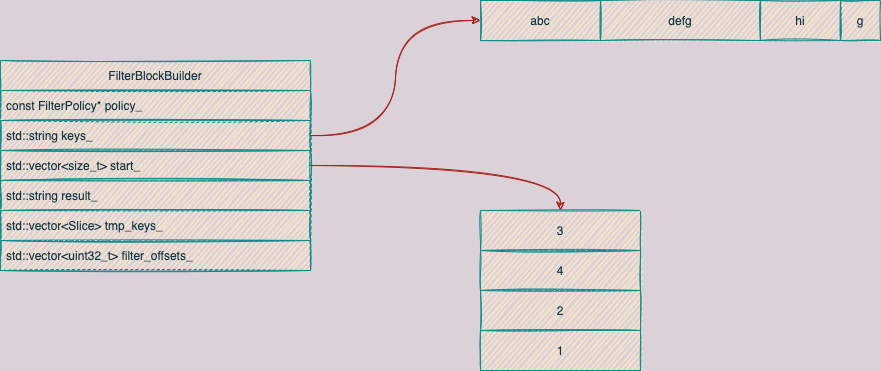 abc defg hi g
FilterBlockBuilder
const FilterPolicy* policy_
std::string keys_
std::vector<size_t> start_
std::string result_
std::vector<Slice> tmp_keys_
std::vector<uint32_t> filter_offsets_
3
4
2
1